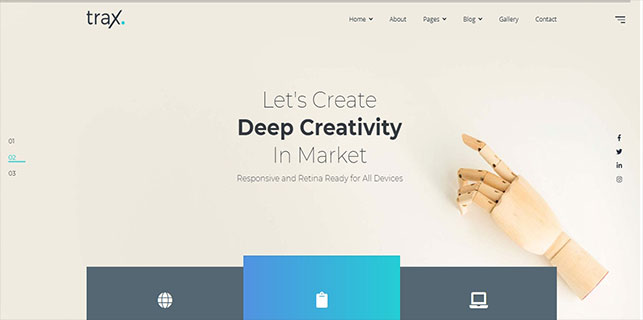 trax.
Home
About
Pages
Blog
Gallery
Contact
Let's Create
Deep Creativity
In Market
Responsive and Retina Ready for All Devices
01
02
03